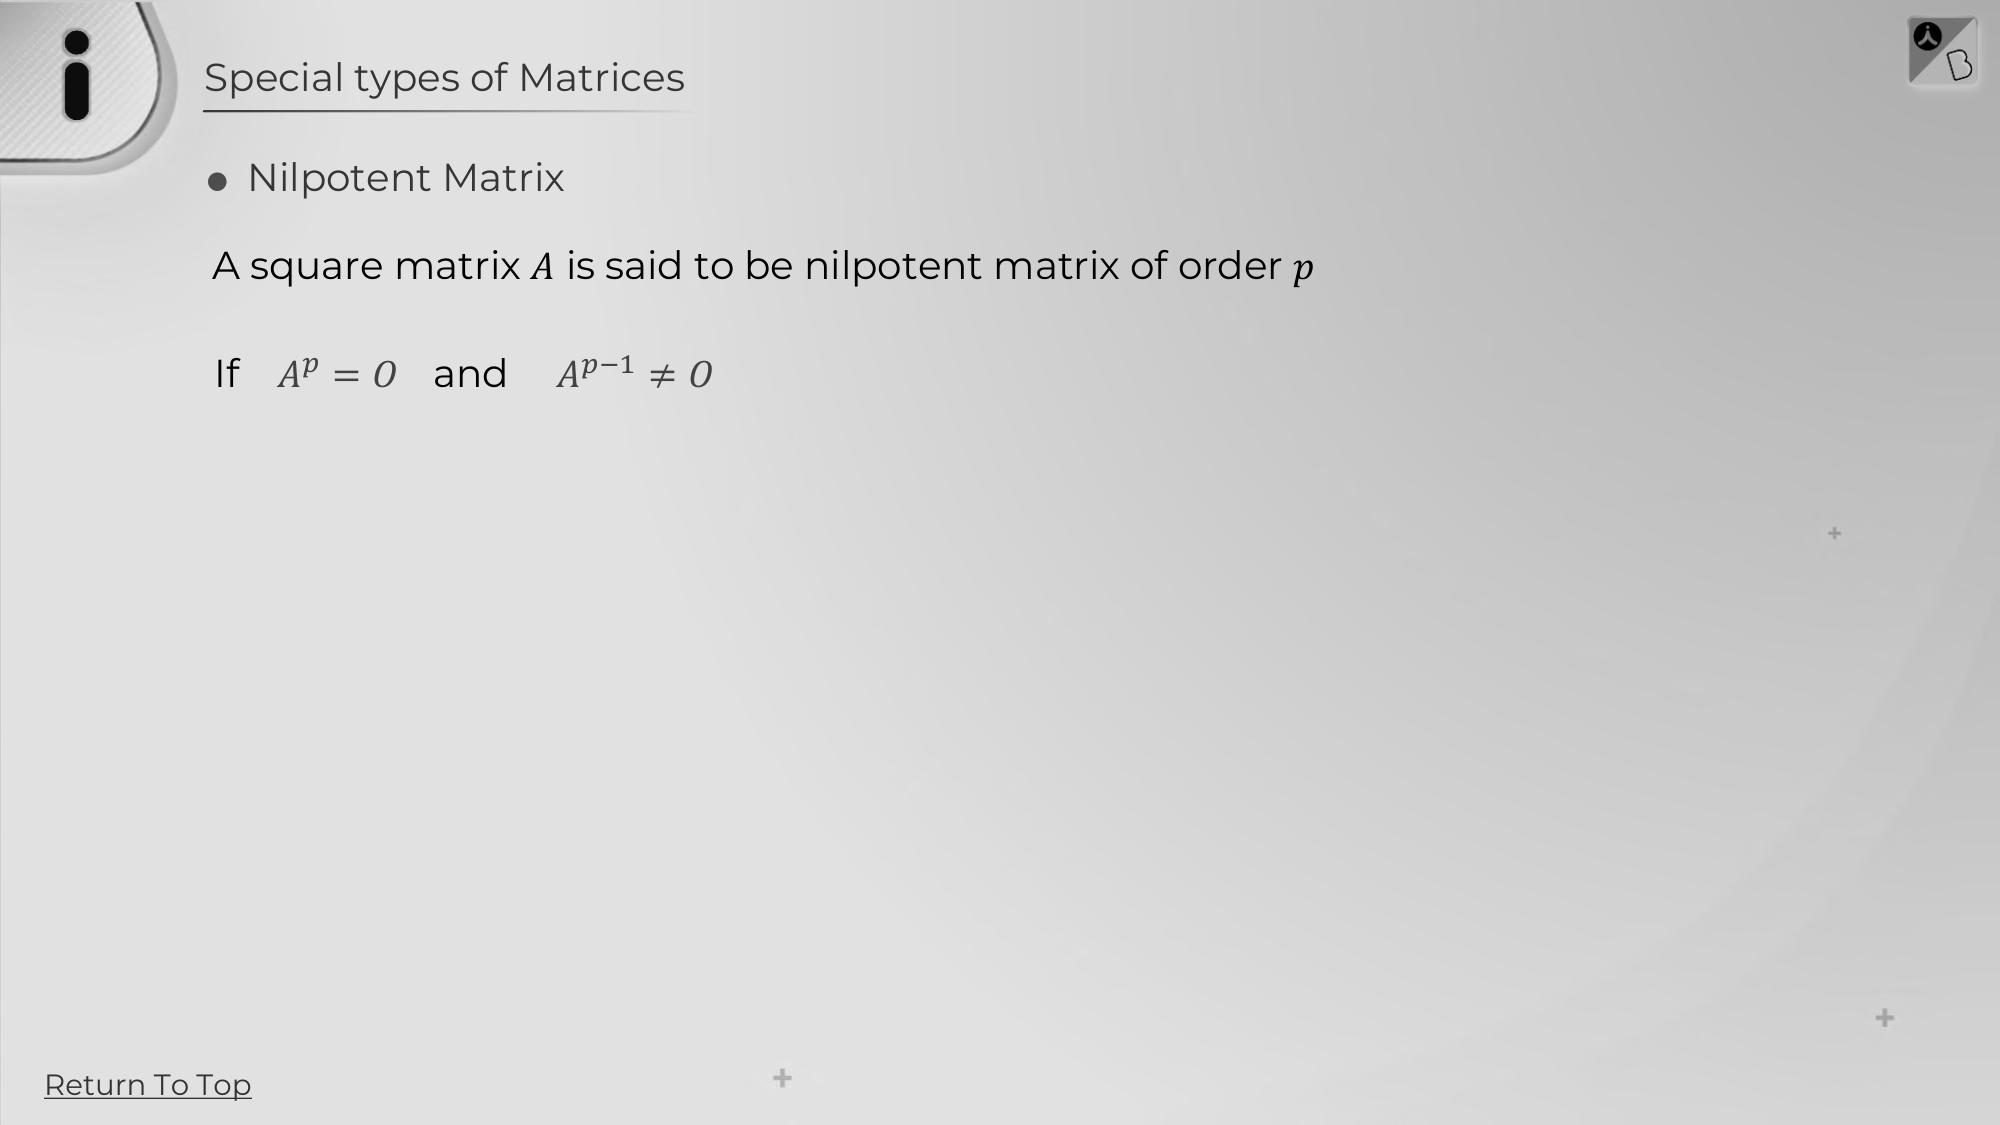 Special types of Matrices
● Nilpotent Matrix
A square matrix A is said to be nilpotent matrix of order p
If A^p = O and A^{p−1} ≠ O
Return To Top